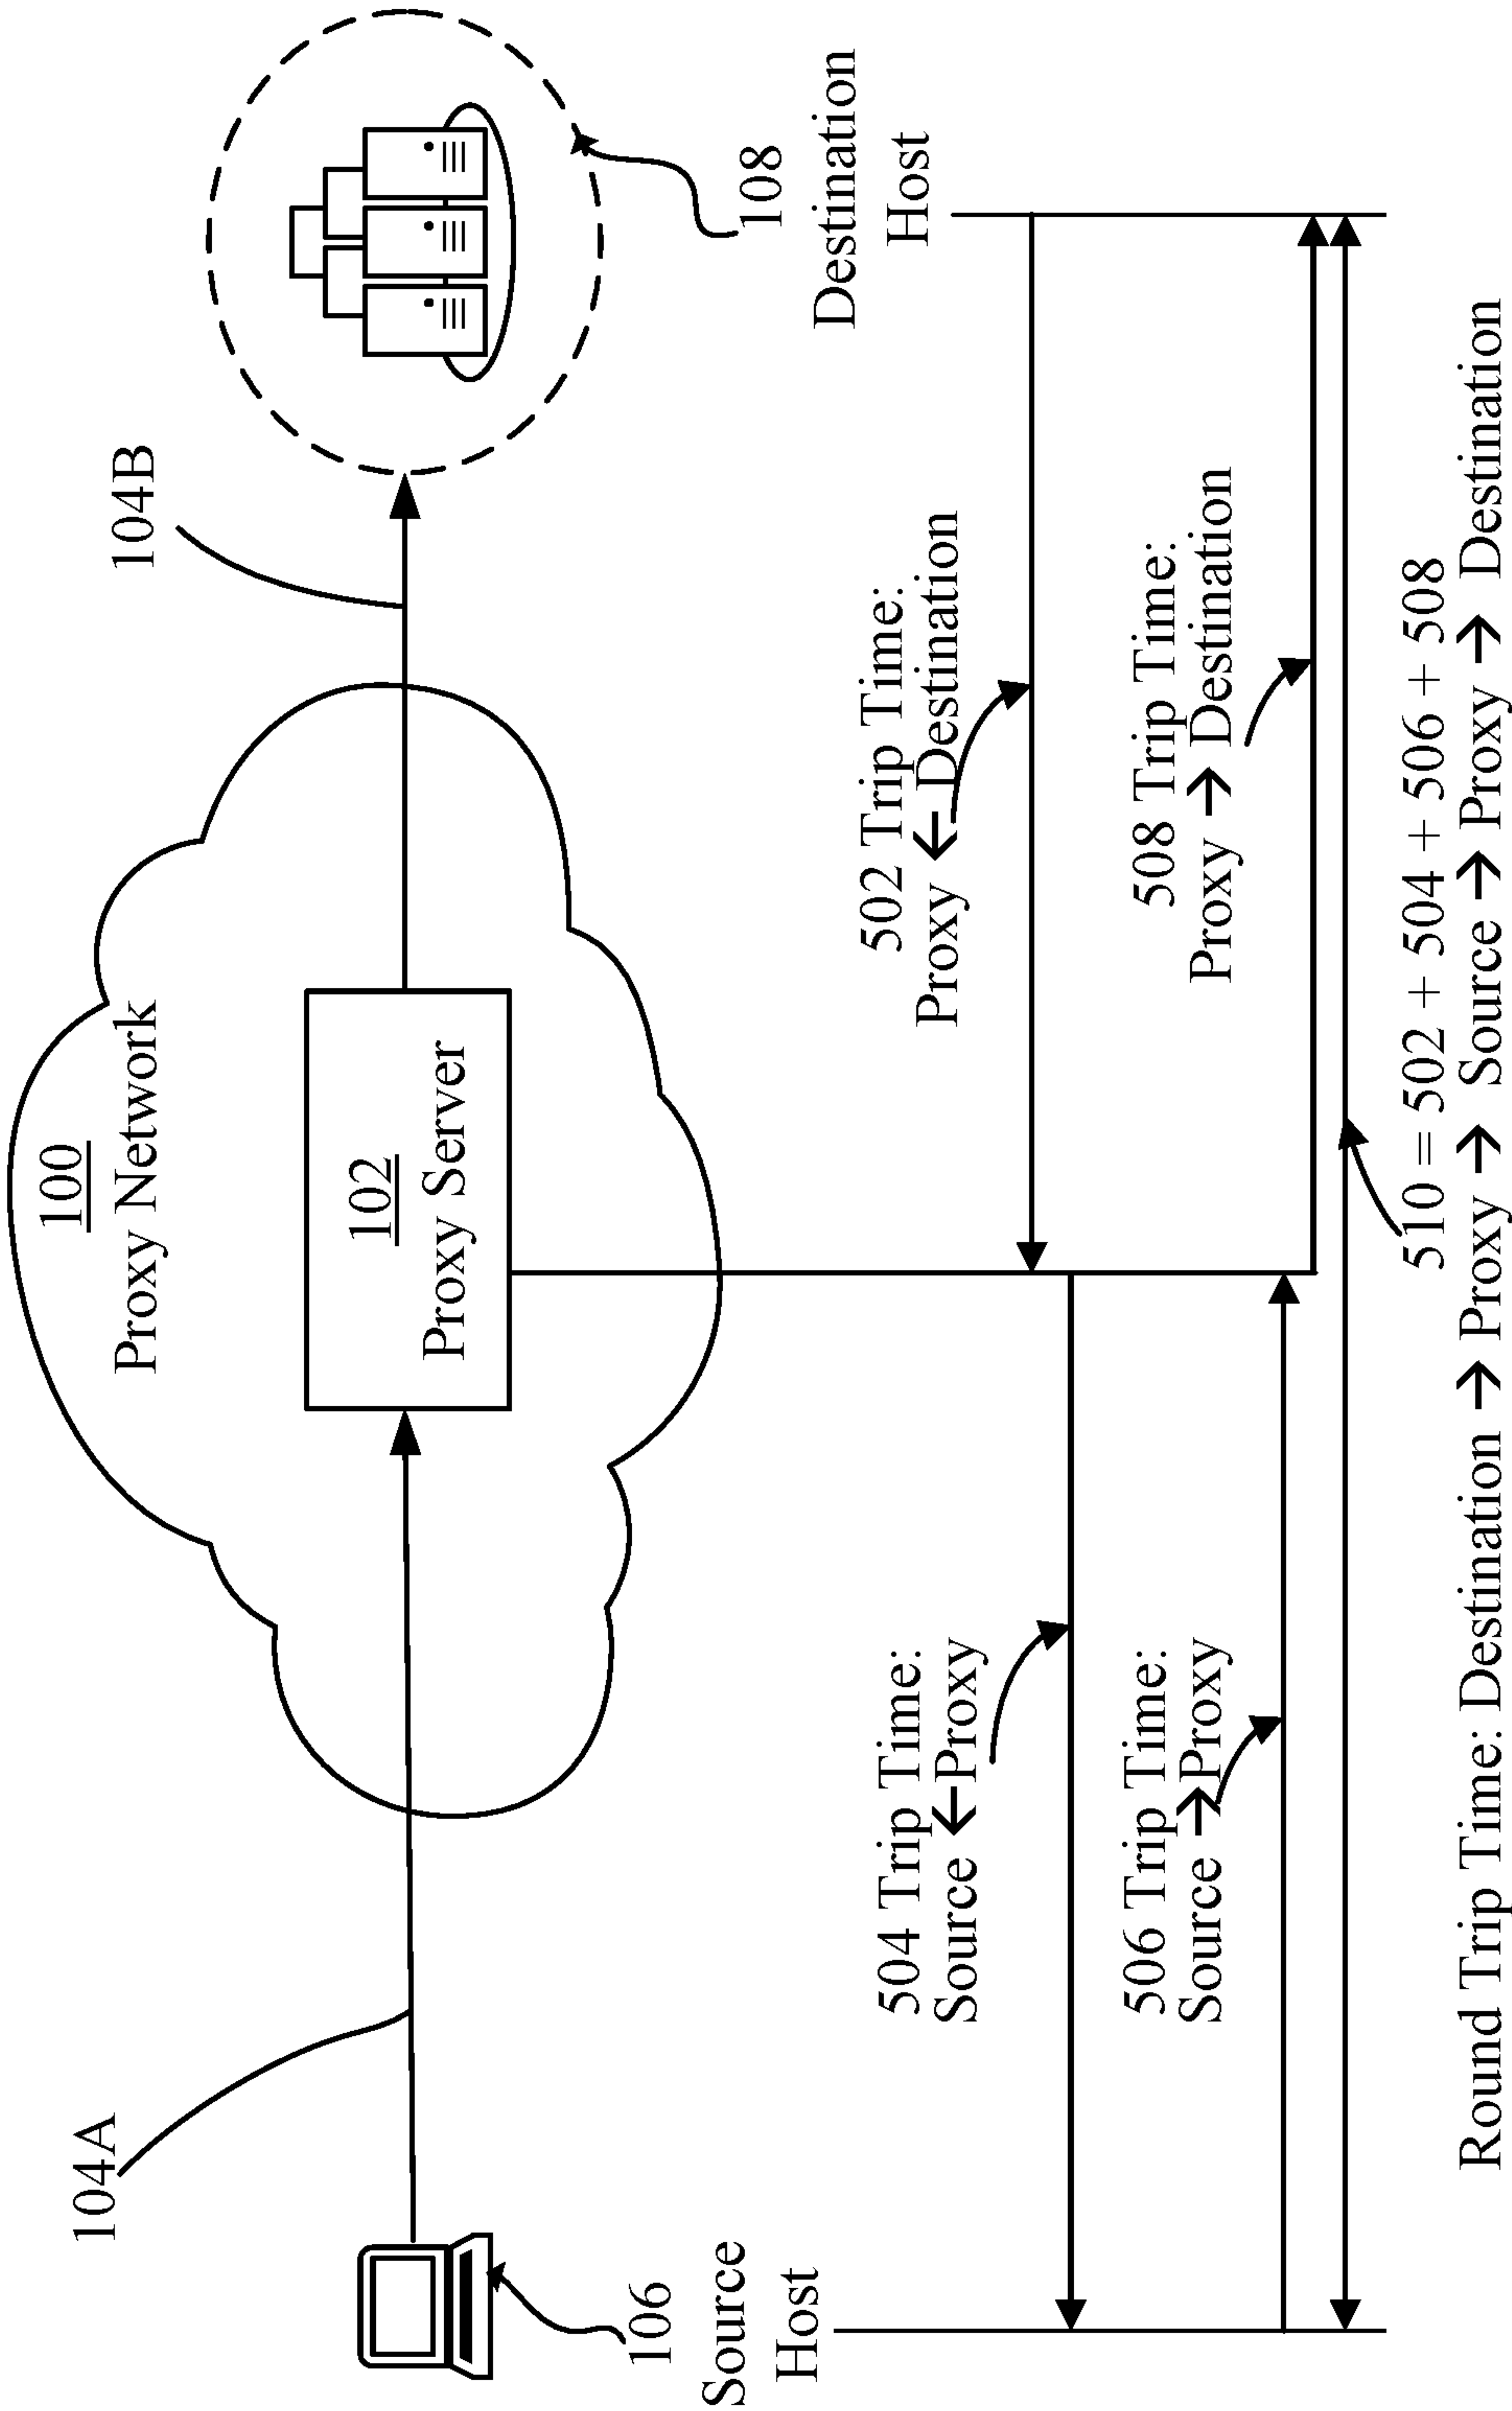 100
Proxy Network
104A
104B
102
Proxy Server
106
Source
Host
108
Destination
Host
502 Trip Time:
Proxy ← Destination
504 Trip Time:
Source ← Proxy
506 Trip Time:
Source → Proxy
508 Trip Time:
Proxy → Destination
510 = 502 + 504 + 506 + 508
Round Trip Time: Destination → Proxy → Source → Proxy → Destination